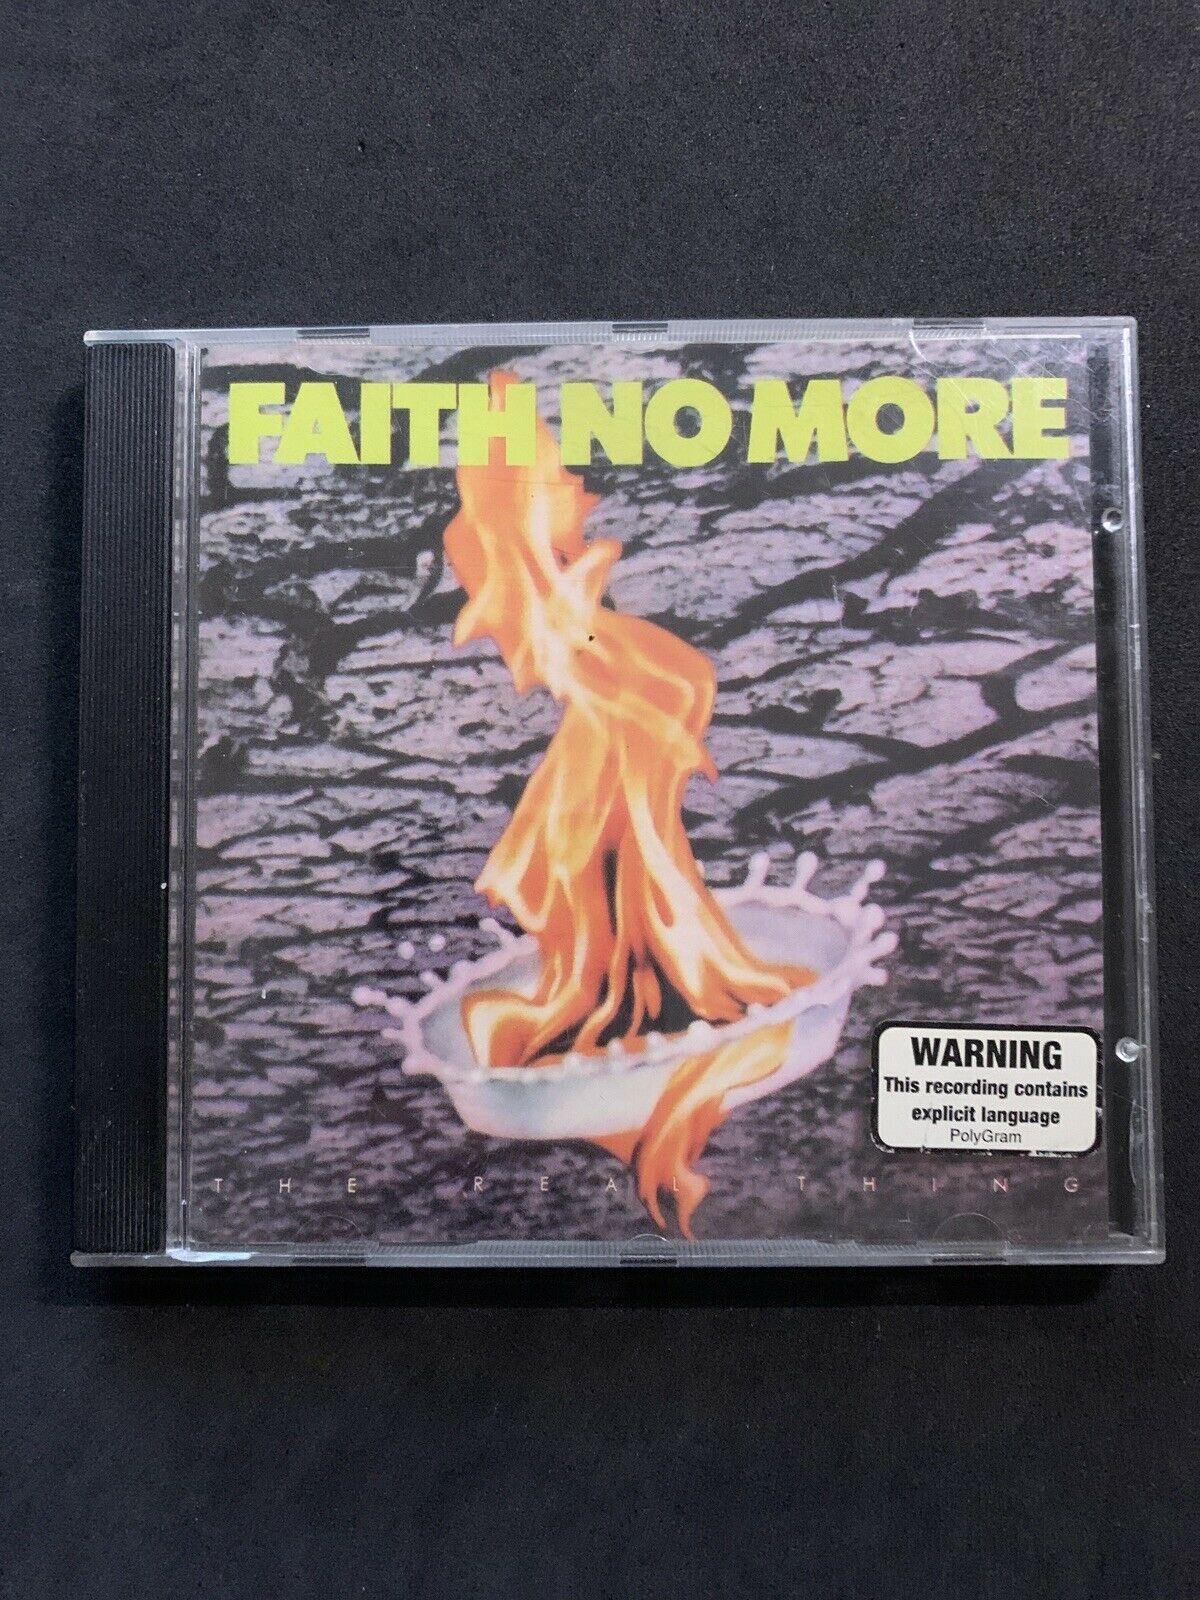 FAITH NO MORE
WARNING
This recording contains
explicit language
PolyGram
THE REAL THING